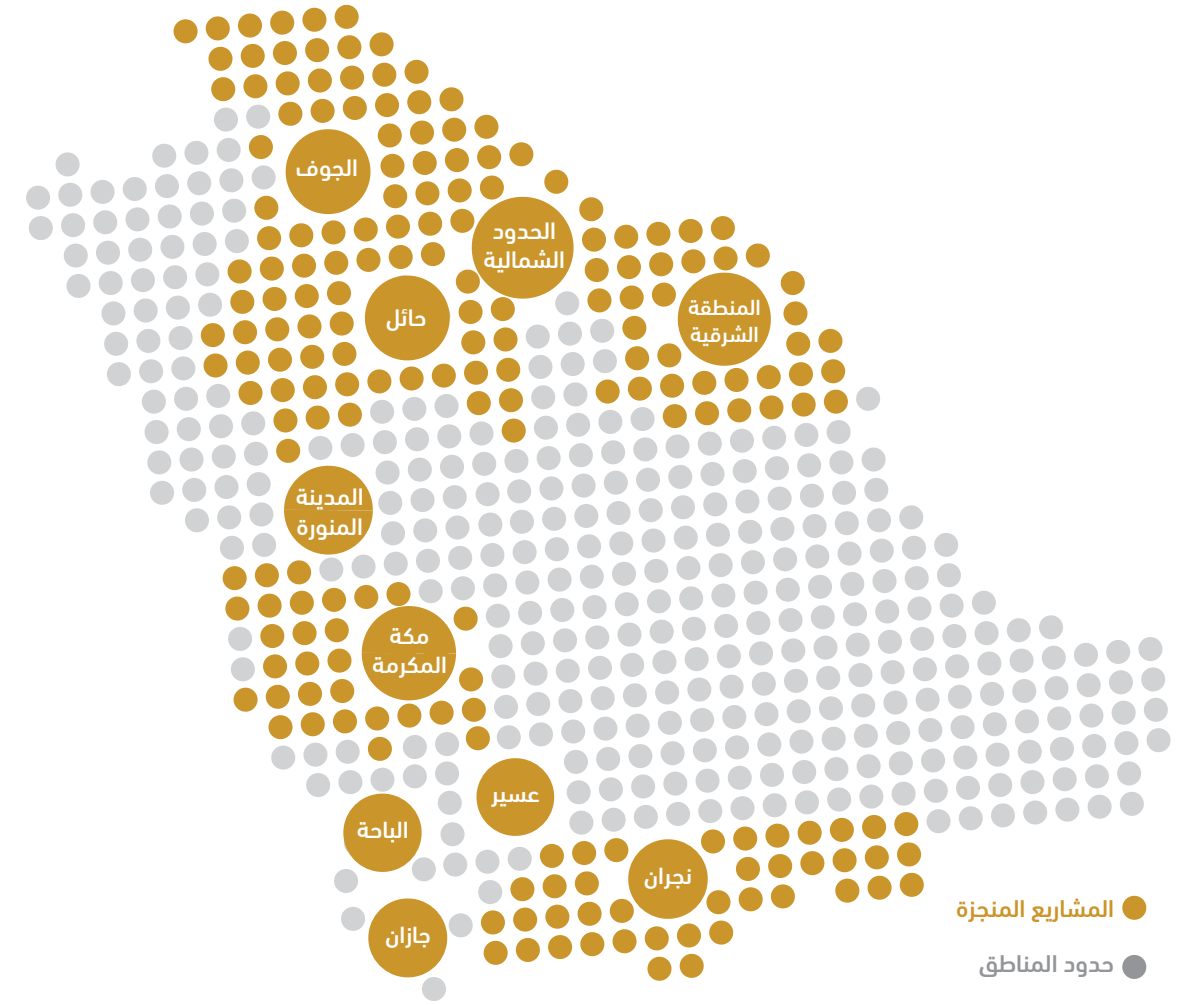 الجوف
الحدود
الشمالية
حائل
المنطقة
الشرقية
المدينة
المنورة
مكة
المكرمة
عسير
الباحة
نجران
جازان
المشاريع المنجزة
حدود المناطق